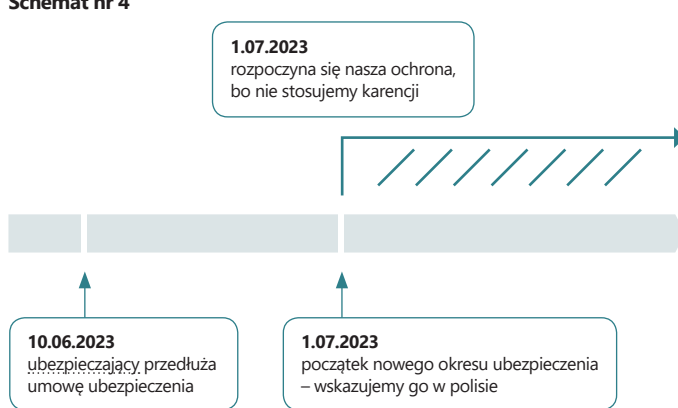 Schemat nr 4
1.07.2023
rozpoczyna się nasza ochrona,
bo nie stosujemy karencji
10.06.2023
ubezpieczający przedłuża
umowę ubezpieczenia
1.07.2023
początek nowego okresu ubezpieczenia
– wskazujemy go w polisie